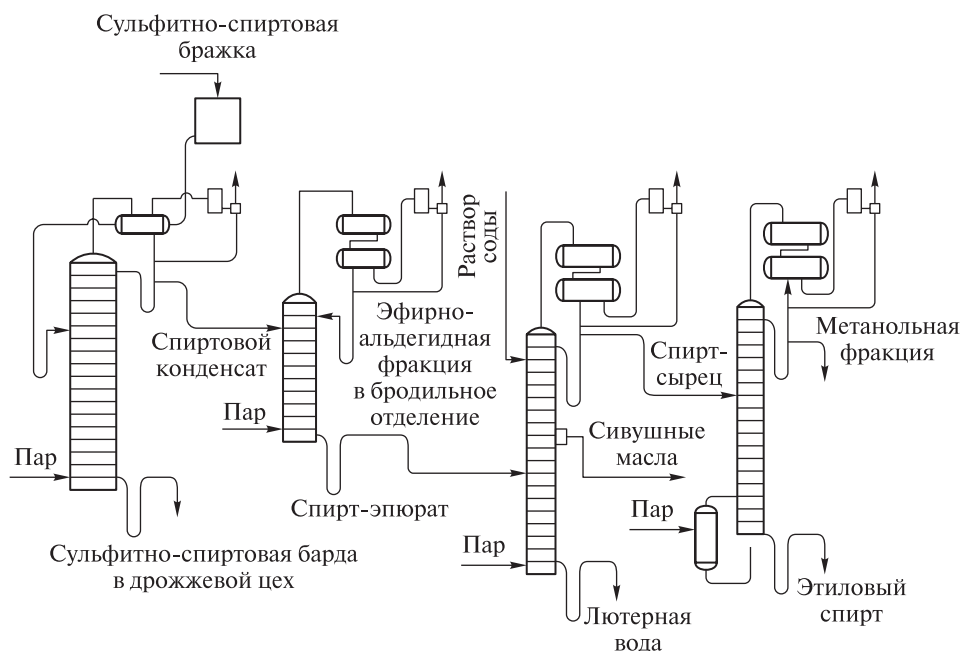 Сульфитно-спиртовая
бражка
Раствор
соды
Спиртовой
конденсат
Эфирно-
альдегидная
фракция
в бродильное
отделение
Метанольная
фракция
Спирт-
сырец
Пар
Сивушные
масла
Пар
Спирт-эпюрат
Пар
Сульфитно-спиртовая барда
в дрожжевой цех
Пар
Лютерная
вода
Этиловый
спирт